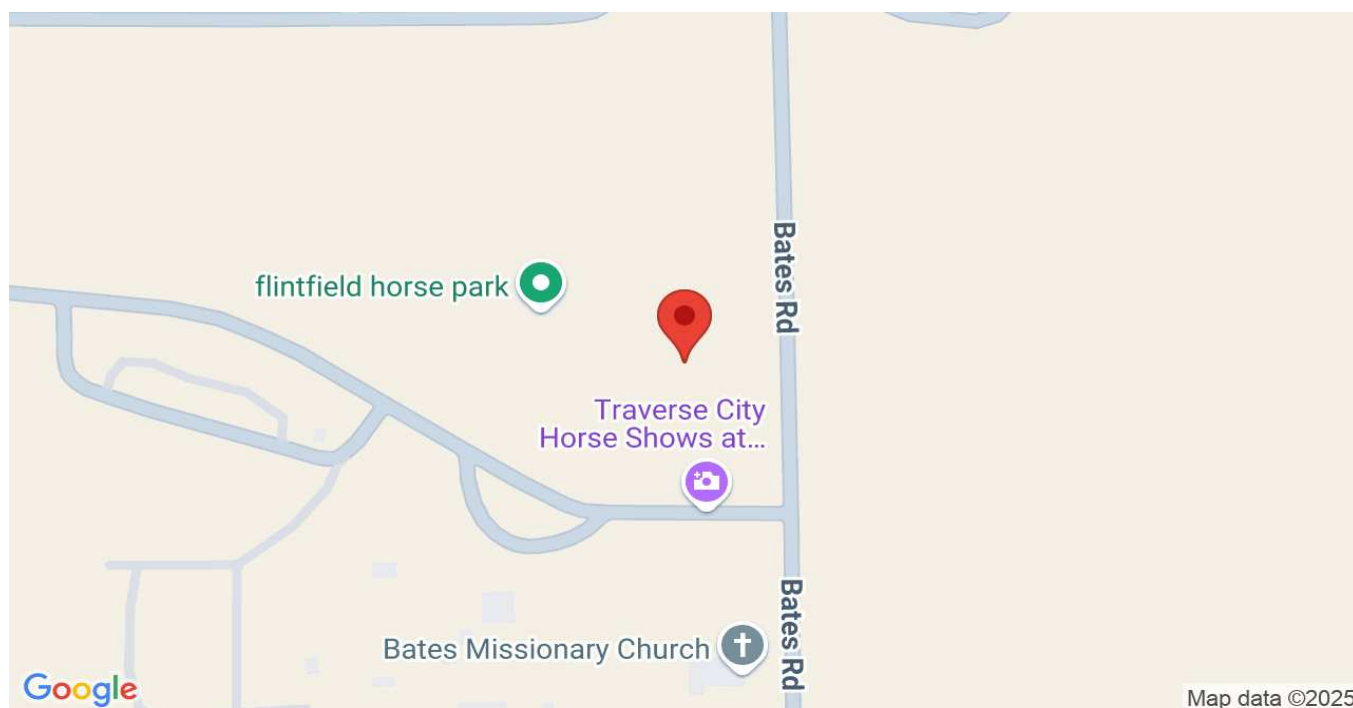 Bates Rd
flintfield horse park
Traverse City
Horse Shows at...
Bates Rd
Bates Missionary Church
Google
Map data ©2025